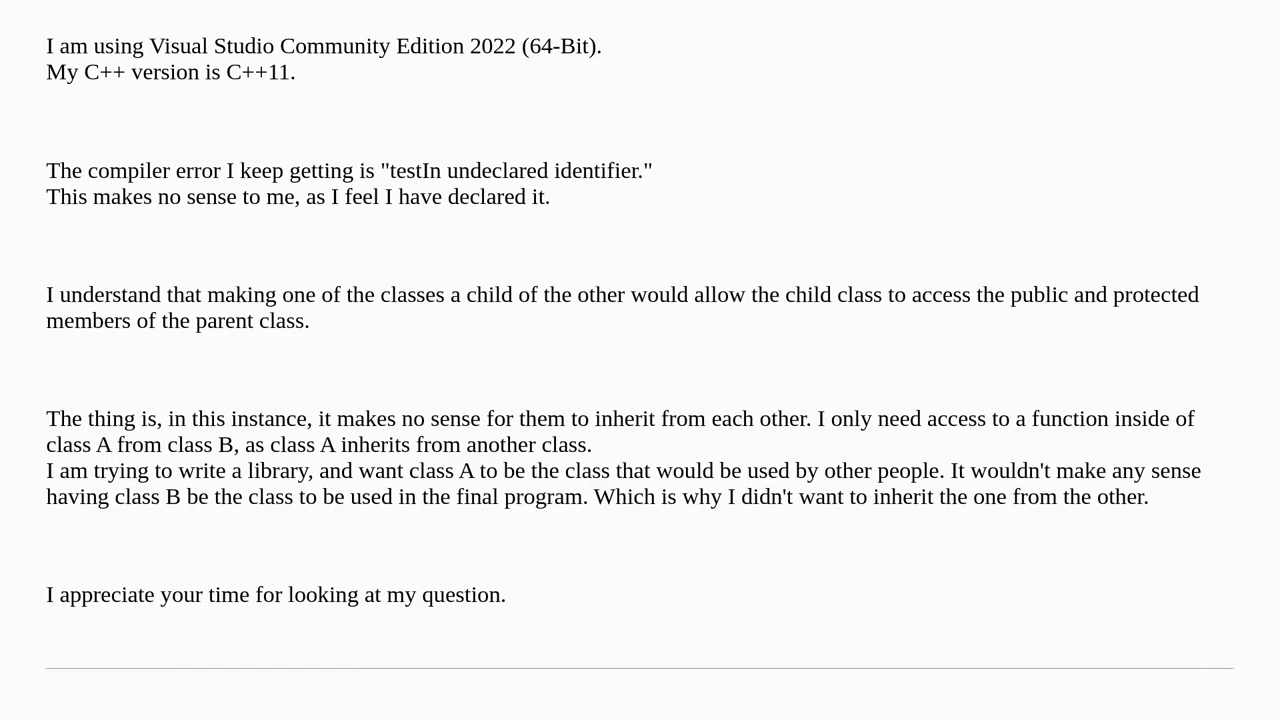 I am using Visual Studio Community Edition 2022 (64-Bit).
My C++ version is C++11.
The compiler error I keep getting is "testIn undeclared identifier."
This makes no sense to me, as I feel I have declared it.
I understand that making one of the classes a child of the other would allow the child class to access the public and protected
members of the parent class.
The thing is, in this instance, it makes no sense for them to inherit from each other. I only need access to a function inside of
class A from class B, as class A inherits from another class.
I am trying to write a library, and want class A to be the class that would be used by other people. It wouldn't make any sense
having class B be the class to be used in the final program. Which is why I didn't want to inherit the one from the other.
I appreciate your time for looking at my question.